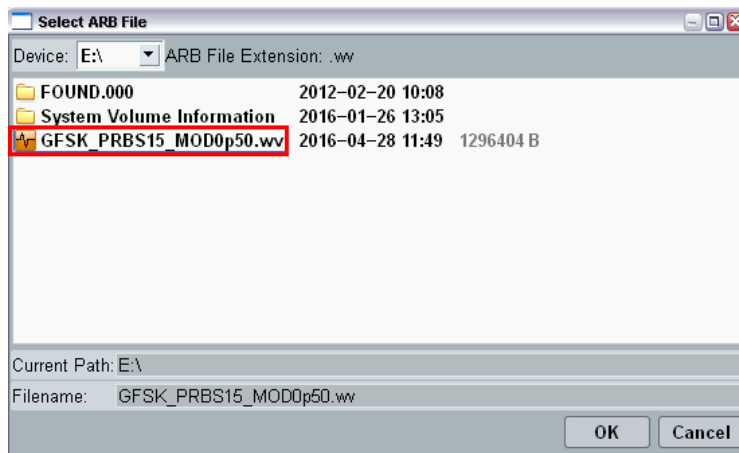 Select ARB File
Device: E:\ ARB File Extension: .wv
FOUND.000 2012-02-20 10:08
System Volume Information 2016-01-26 13:05
GFSK_PRBS15_MOD0p50.wv 2016-04-28 11:49 1296404 B
Current Path: E:\
Filename: GFSK_PRBS15_MOD0p50.wv
OK Cancel